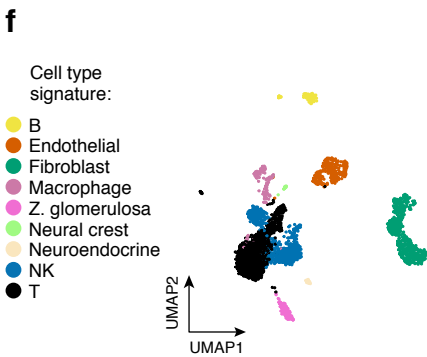 f
Cell type
signature:
B
Endothelial
Fibroblast
Macrophage
Z. glomerulosa
Neural crest
Neuroendocrine
NK
T
UMAP2
UMAP1